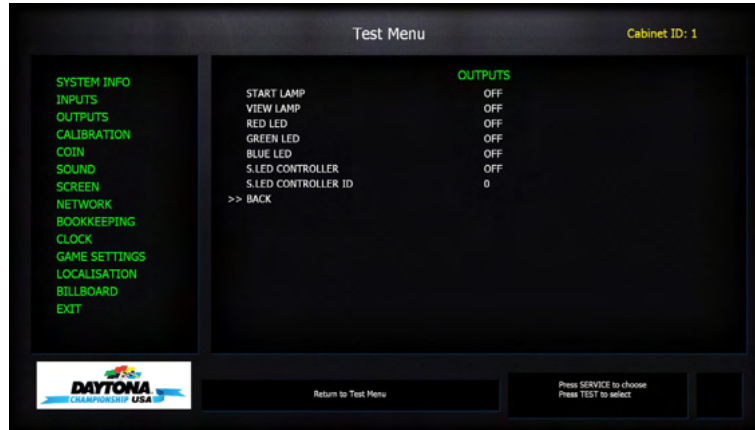 Test Menu
Cabinet ID: 1
SYSTEM INFO
INPUTS
OUTPUTS
CALIBRATION
COIN
SOUND
SCREEN
NETWORK
BOOKKEEPING
CLOCK
GAME SETTINGS
LOCALISATION
BILLBOARD
EXIT
OUTPUTS
START LAMP OFF
VIEW LAMP OFF
RED LED OFF
GREEN LED OFF
BLUE LED OFF
S.LED CONTROLLER OFF
S.LED CONTROLLER ID 0
>> BACK
DAYTONA
CHAMPIONSHIP USA
Return to Test Menu
Press SERVICE to choose
Press TEST to select